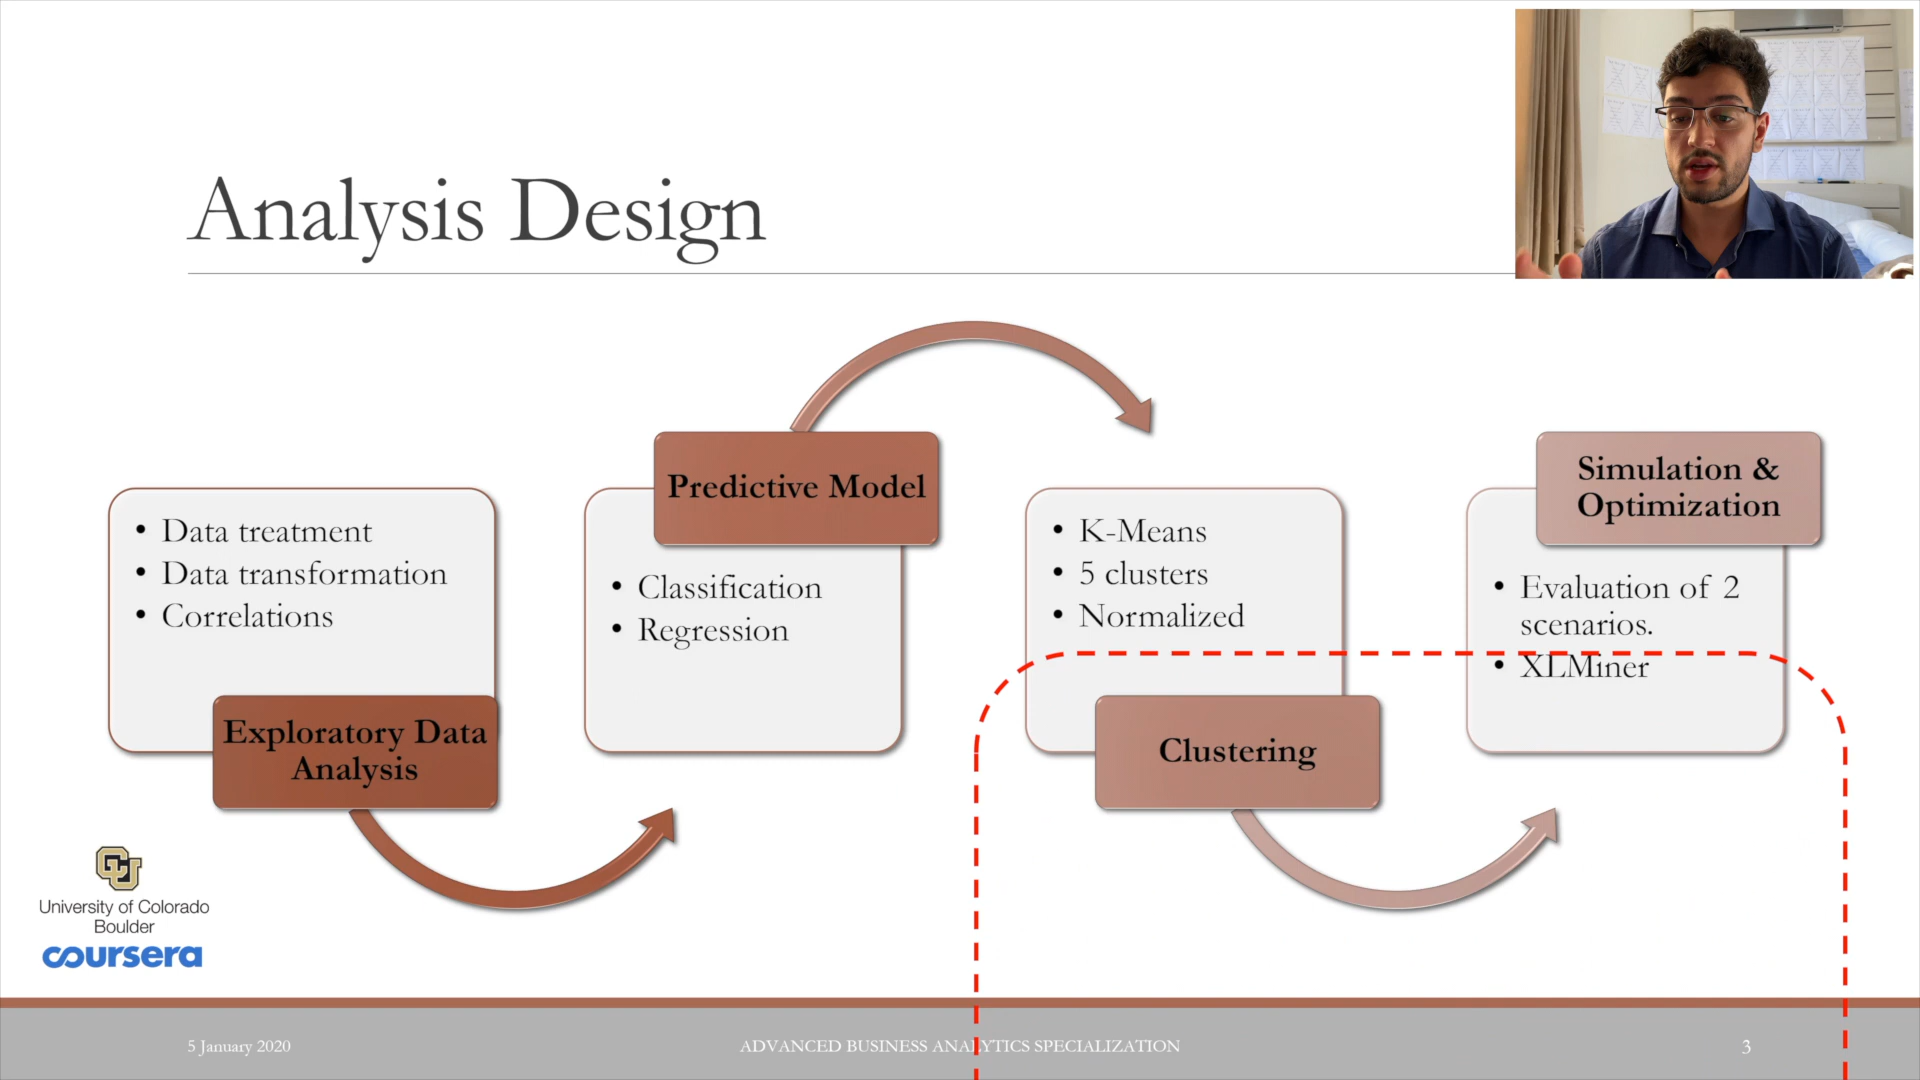 Analysis Design
• Data treatment
• Data transformation
• Correlations
Exploratory Data
Analysis
Predictive Model
• Classification
• Regression
• K-Means
• 5 clusters
• Normalized
Clustering
Simulation &
Optimization
• Evaluation of 2
scenarios.
• XLMiner
CU
University of Colorado
Boulder
coursera
5 January 2020
ADVANCED BUSINESS ANALYTICS SPECIALIZATION
3